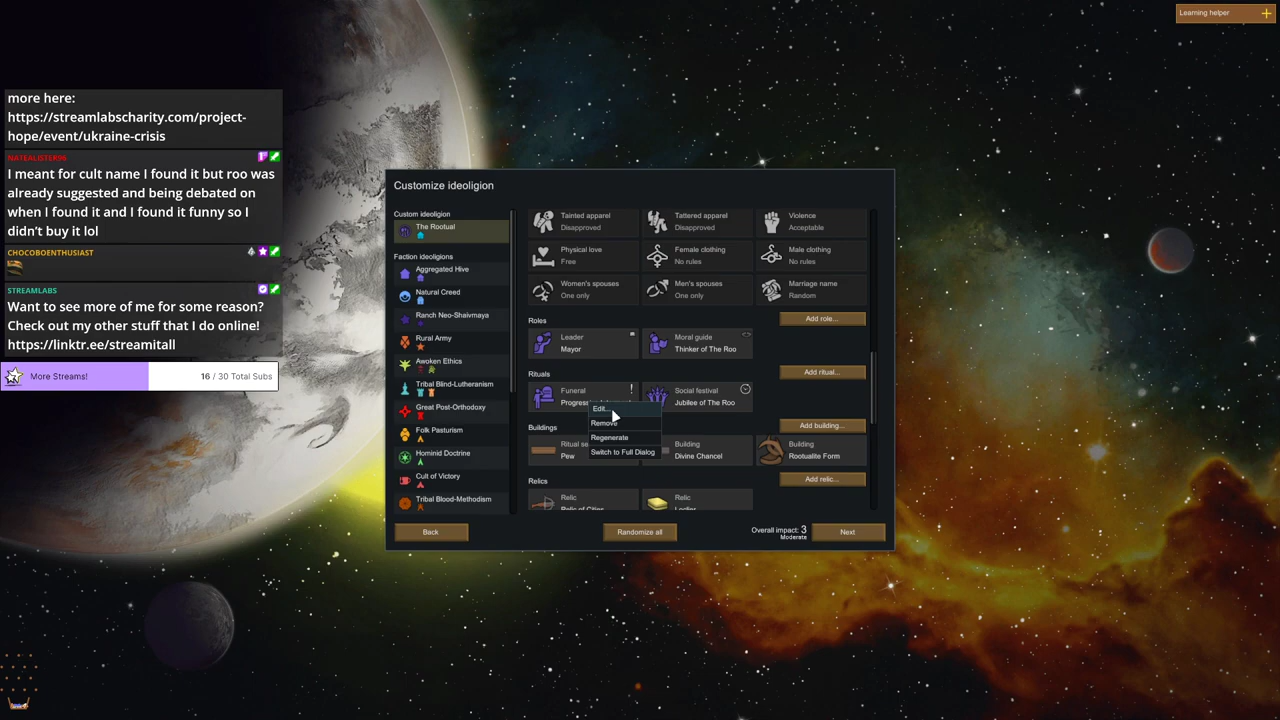 Learning helper
more here:
https://streamlabscharity.com/project-
hope/event/ukraine-crisis
NATEALISTER96
I meant for cult name I found it but roo was
already suggested and being debated on
when I found it and I found it funny so I
didn't buy it lol
CHOCOBOENTHUSIAST
STREAMLABS
Want to see more of me for some reason?
Check out my other stuff that I do online!
https://linktr.ee/streamitall
More Streams!
16 / 30 Total Subs
Customize ideoligion
Custom ideoligion
The Rootual
Faction ideoligions
Aggregated Hive
Natural Creed
Ranch Neo-Shaivmaya
Rural Army
Awoken Ethics
Tribal Blind-Lutheranism
Great Post-Orthodoxy
Folk Pasturism
Hominid Doctrine
Cult of Victory
Tribal Blood-Methodism
Tainted apparel
Disapproved
Tattered apparel
Disapproved
Violence
Acceptable
Physical love
Free
Female clothing
No rules
Male clothing
No rules
Women's spouses
One only
Men's spouses
One only
Marriage name
Random
Roles
Add role...
Leader
Mayor
Moral guide
Thinker of The Roo
Rituals
Add ritual...
Funeral
Social festival
Jubilee of The Roo
Edit...
Remove
Regenerate
Switch to Full Dialog
Buildings
Add building...
Ritual se
Pew
Building
Divine Chancel
Building
Rootualite Form
Relics
Add relic...
Relic
Relic of Cities
Relic
Back
Randomize all
Overall impact: 3
Moderate
Next